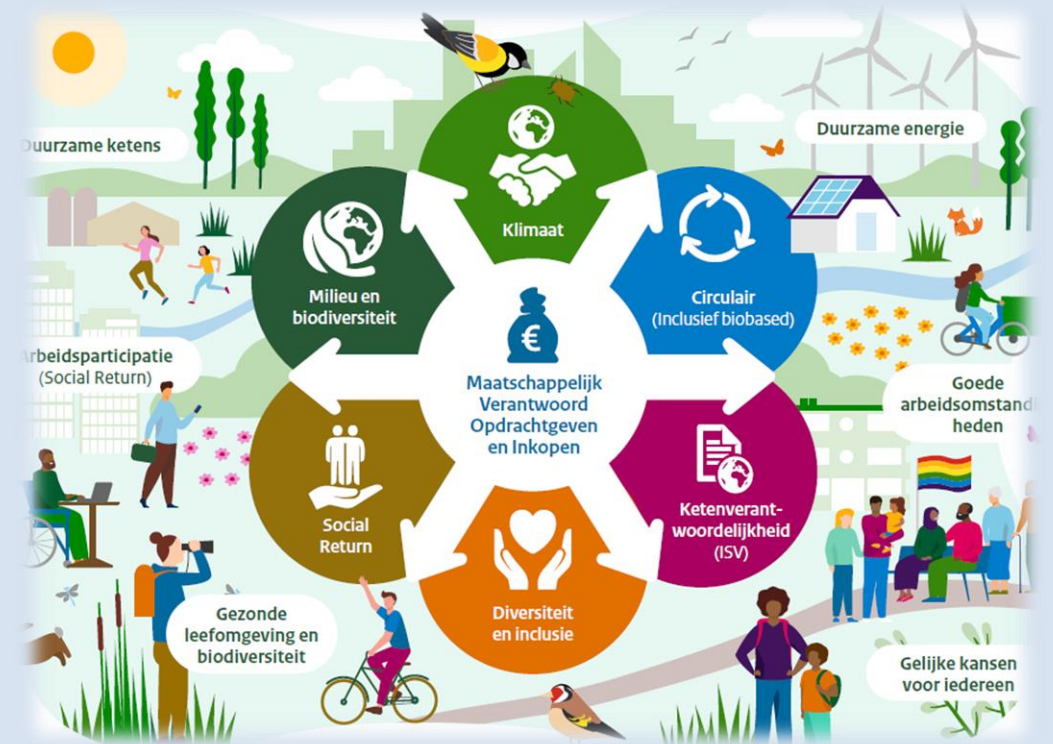 Duurzame ketens
Duurzame energie
Klimaat
Milieu en
biodiversiteit
Circulair
(Inclusief biobased)
€
Maatschappelijk
Verantwoord
Opdrachtgeven
en Inkopen
Arbeidsparticipatie
(Social Return)
Goede
arbeidsomstand
heden
Social
Return
Ketenverant-
woordelijkheid
(ISV)
Diversiteit
en inclusie
Gezonde
leefomgeving en
biodiversiteit
Gelijke kansen
voor iedereen